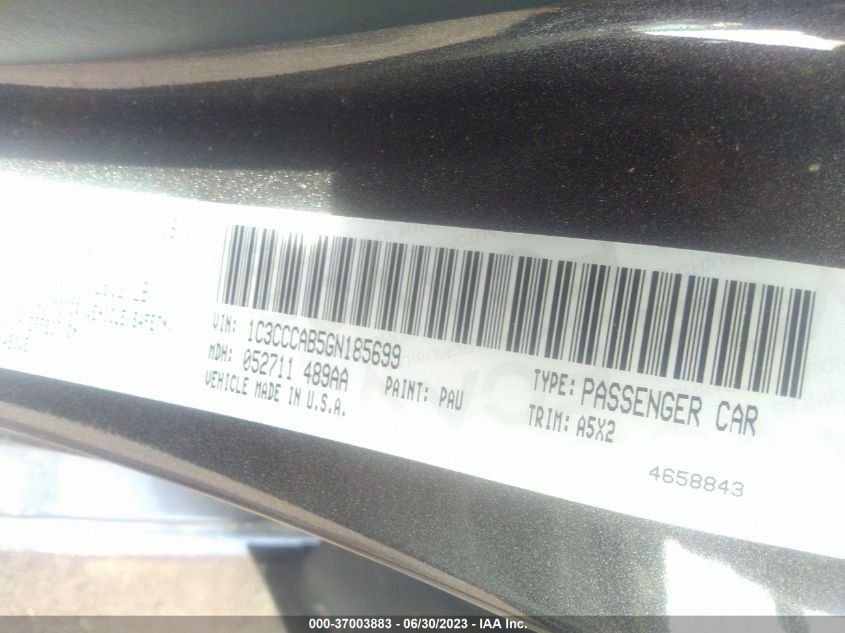 VIN: 1C3CCCAB5GN185699
MDH: 052711 489AA
VEHICLE MADE IN U.S.A.
PAINT: PAU
TYPE: PASSENGER CAR
TRIM: A5X2
4658843
000-37003883 - 06/30/2023 - IAA Inc.